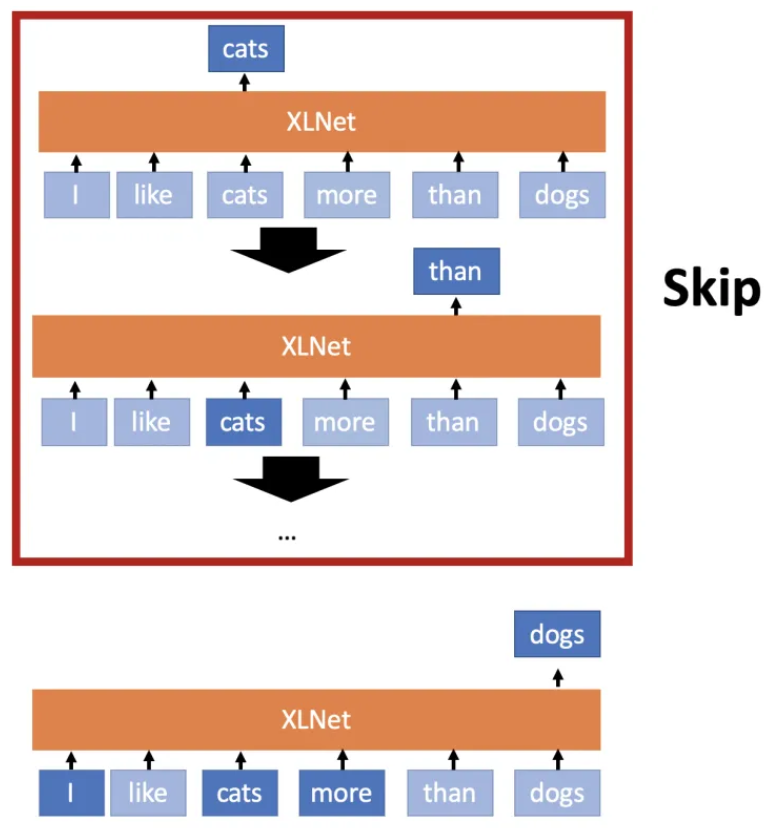 cats
XLNet
I like cats more than dogs
than
Skip
XLNet
I like cats more than dogs
...
dogs
XLNet
I like cats more than dogs